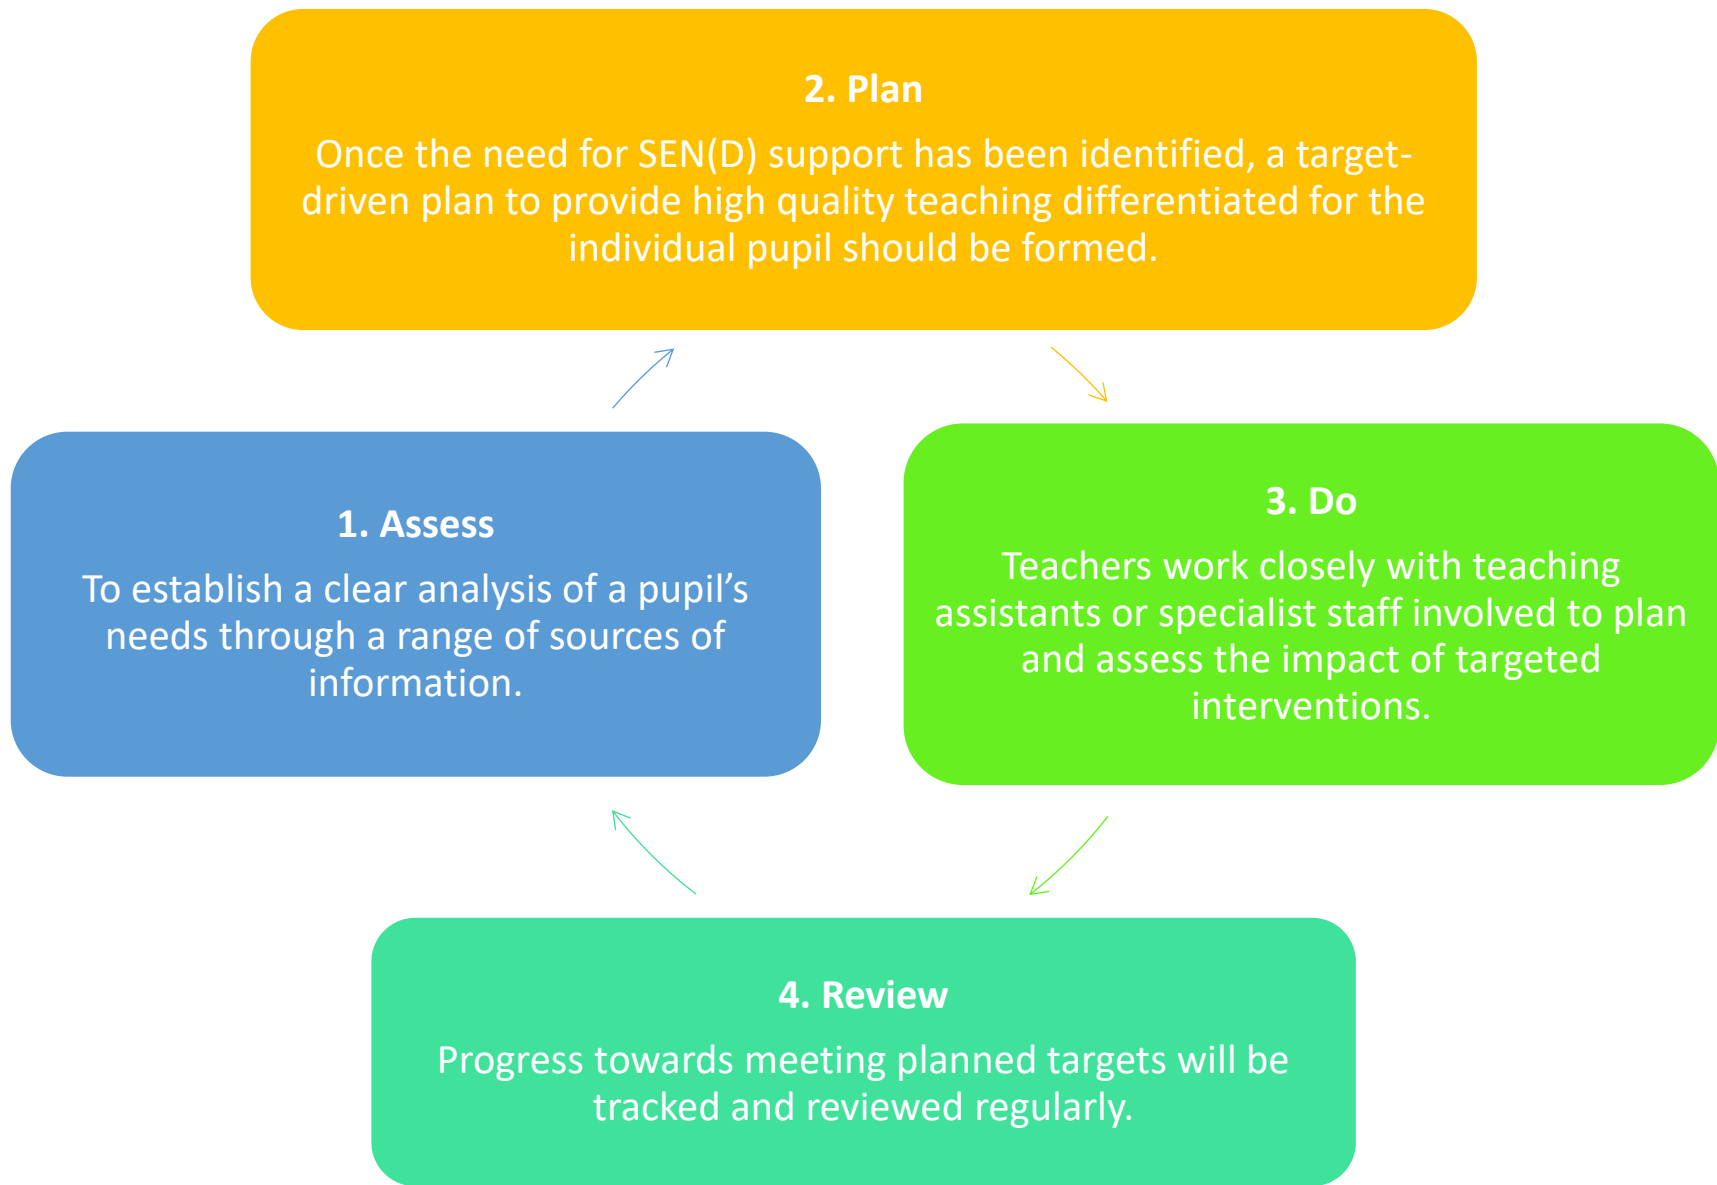 2. Plan
Once the need for SEN(D) support has been identified, a target-
driven plan to provide high quality teaching differentiated for the
individual pupil should be formed.
1. Assess
To establish a clear analysis of a pupil’s
needs through a range of sources of
information.
3. Do
Teachers work closely with teaching
assistants or specialist staff involved to plan
and assess the impact of targeted
interventions.
4. Review
Progress towards meeting planned targets will be
tracked and reviewed regularly.